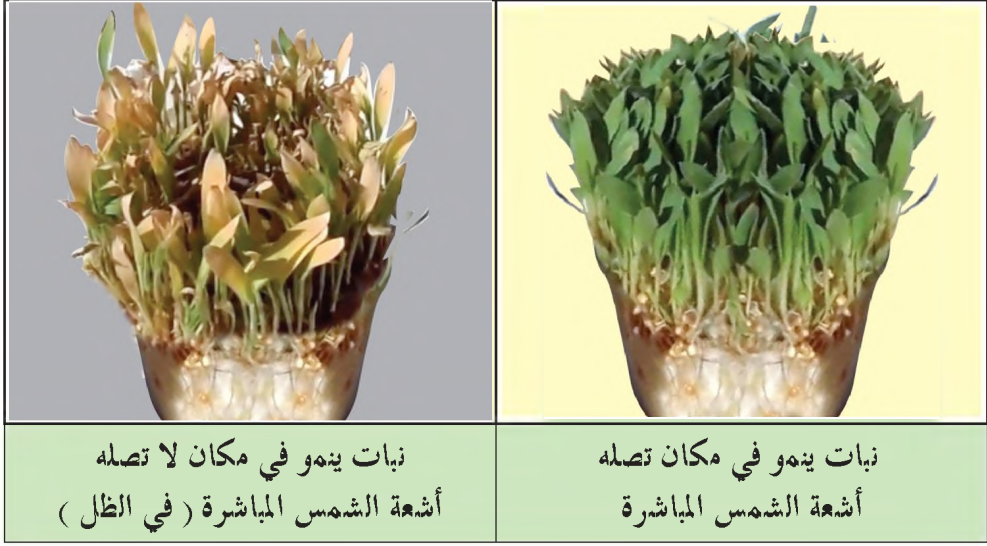 نبات ينمو في مكان تصله
أشعة الشمس المباشرة
نبات ينمو في مكان لا تصله
أشعة الشمس المباشرة ( في الظل )